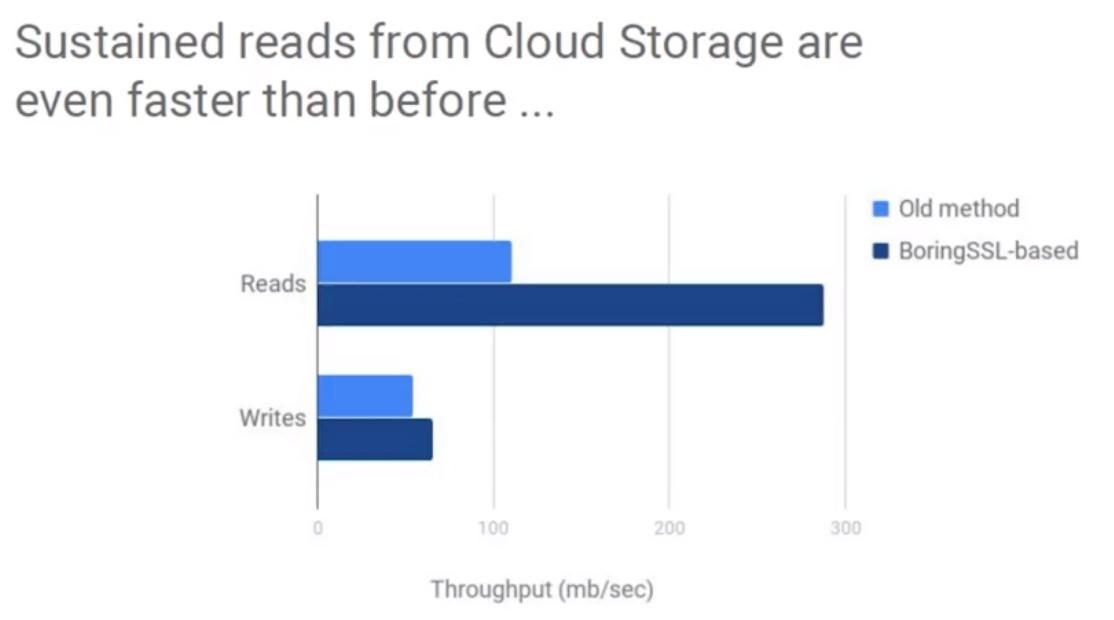 Sustained reads from Cloud Storage are
even faster than before ...
Old method
BoringSSL-based
Reads
Writes
0 100 200 300
Throughput (mb/sec)